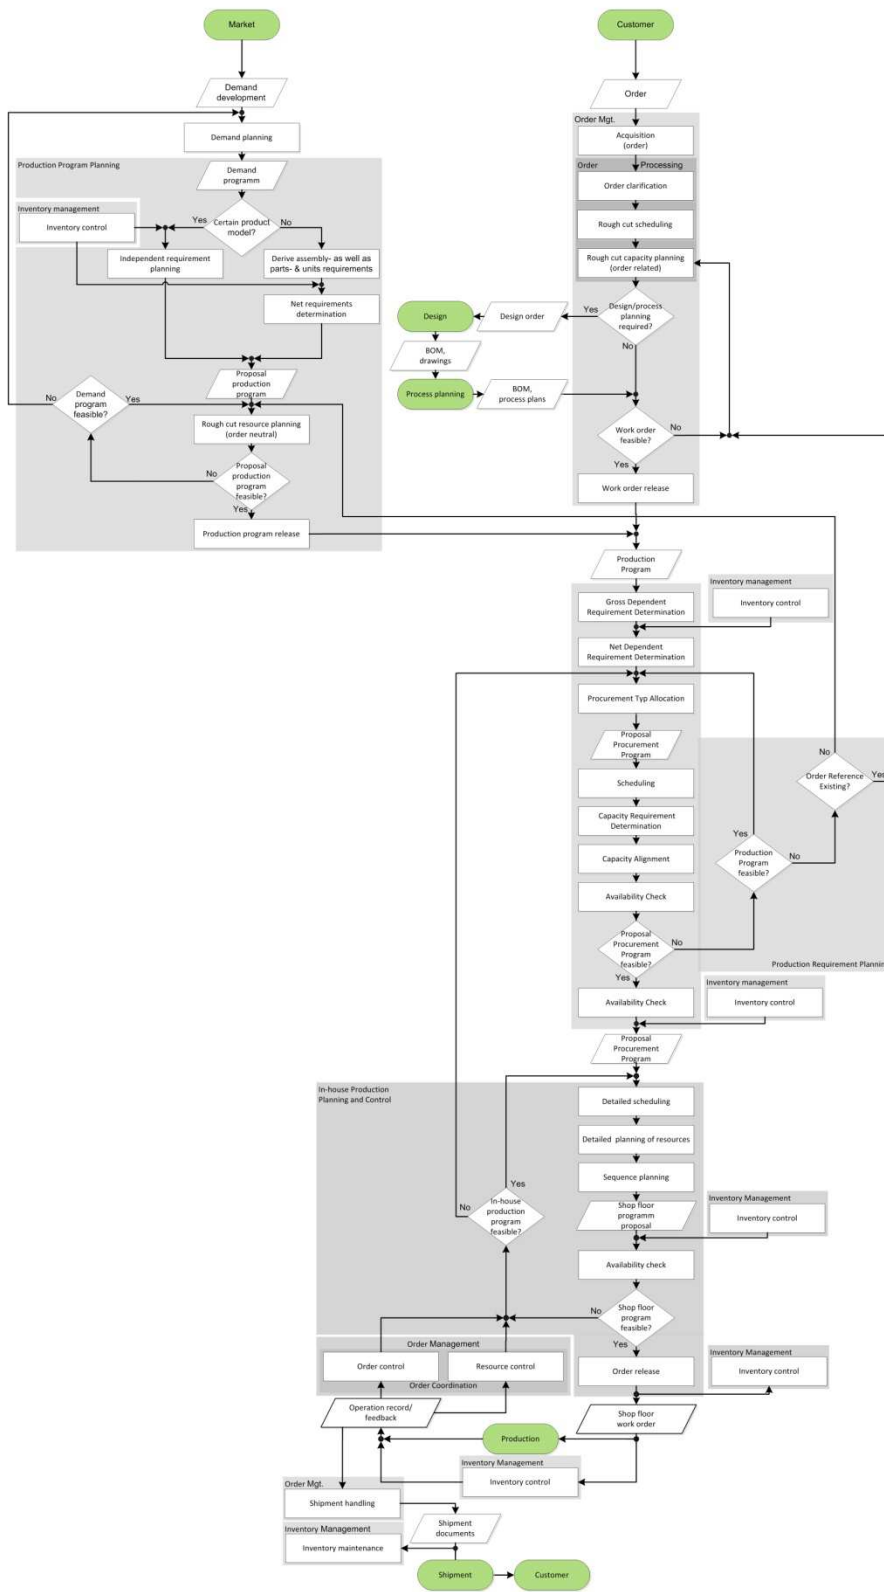 Market
Customer
Demand
development
Order
Order Mgt.
Demand planning
Acquisition
(order)
Production Program Planning
Demand
programm
Order Processing
Order clarification
Inventory management
Inventory control
Yes
Certain product
model?
No
Rough cut scheduling
Independent requirement
planning
Derive assembly- as well as
parts- & units requirements
Rough cut capacity planning
(order related)
Net requirements
determination
Design
Design order
Yes
Design/process
planning
required?
No
BOM,
drawings
Proposal
production
program
Process planning
BOM,
process plans
No
Demand
program
feasible?
Yes
Rough cut resource planning
(order neutral)
Work order
feasible?
No
Yes
No
Proposal
production
program
feasible?
Yes
Work order release
Production program release
Production
Program
Inventory management
Inventory control
Gross Dependent
Requirement Determination
Net Dependent
Requirement Determination
Procurement Typ Allocation
Proposal
Procurement
Program
No
Order Reference
Existing?
Yes
Scheduling
Capacity Requirement
Determination
Yes
Capacity Alignment
Production
Program
feasible?
No
Availability Check
Proposal
Procurement
Program
feasible?
No
Yes
Production Requirement Plannin
Inventory management
Inventory control
Availability Check
Proposal
Procurement
Program
In-house Production
Planning and Control
Detailed scheduling
Detailed planning of resources
Sequence planning
Yes
No
In-house
production
program
feasible?
Shop floor
programm
proposal
Inventory Management
Inventory control
Availability check
No
Shop floor
program
feasible?
Yes
Order Management
Order control
Resource control
Order Coordination
Order release
Inventory Management
Inventory control
Operation record/
feedback
Shop floor
work order
Production
Inventory Management
Inventory control
Order Mgt.
Shipment handling
Shipment
documents
Inventory Management
Inventory maintenance
Shipment
Customer